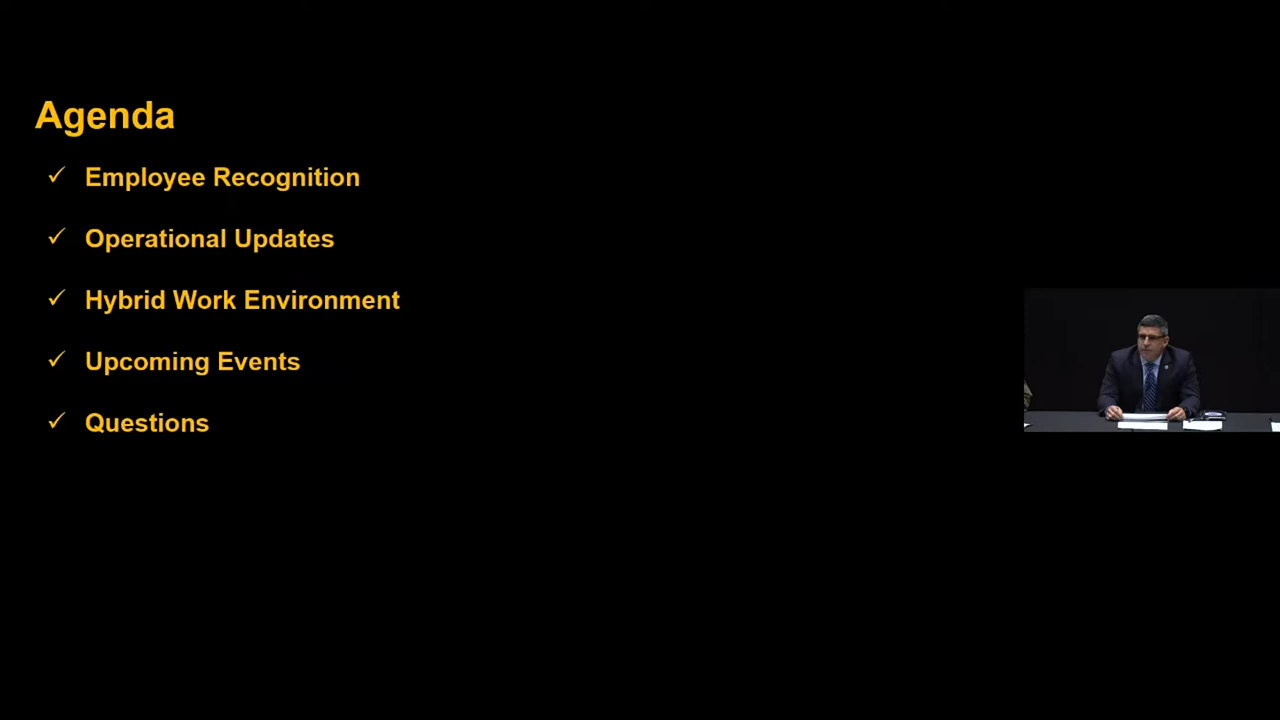 Agenda
✓ Employee Recognition
✓ Operational Updates
✓ Hybrid Work Environment
✓ Upcoming Events
✓ Questions